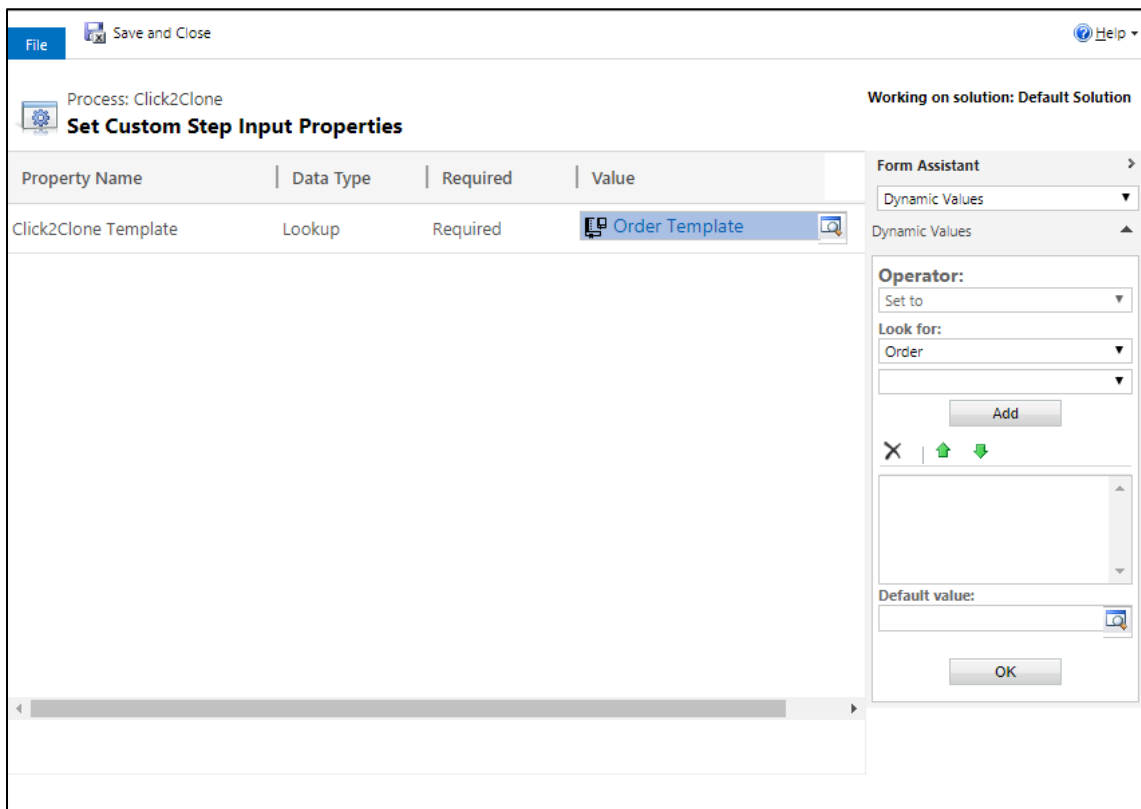 File
Save and Close
Help
Process: Click2Clone
Set Custom Step Input Properties
Working on solution: Default Solution
Property Name
Data Type
Required
Value
Click2Clone Template
Lookup
Required
Order Template
Form Assistant
Dynamic Values
Dynamic Values
Operator:
Set to
Look for:
Order
Add
Default value:
OK